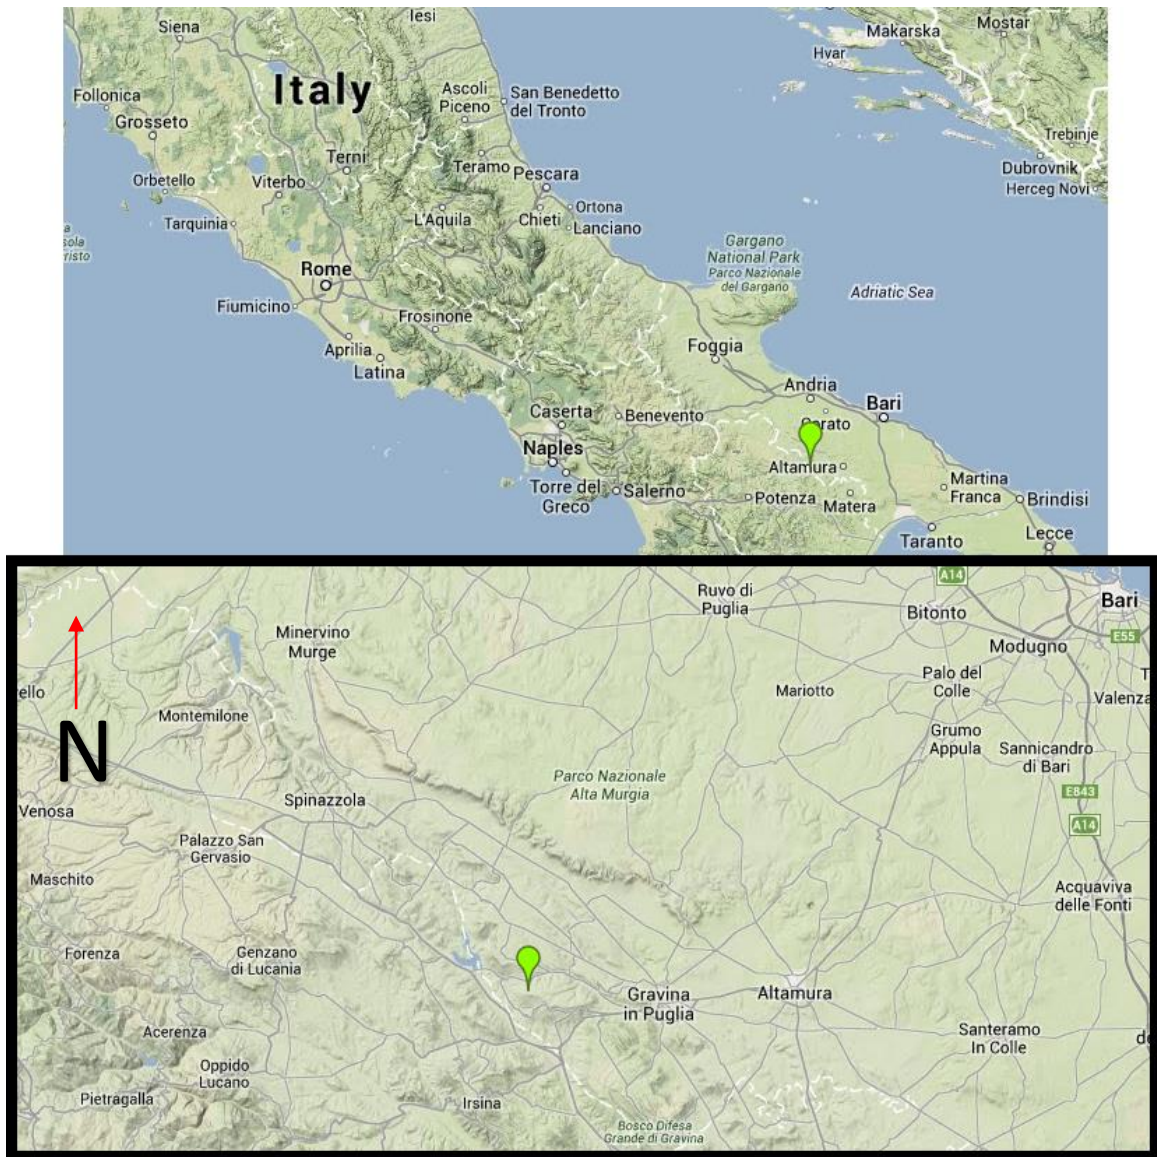 Iesi
Siena
Mostar
Makarska
Hvar
Italy
Ascoli
Piceno
San Benedetto
del Tronto
Follonica
Grosseto
Trebinje
Terni
Teramo
Pescara
Dubrovnik
Orbetello
Viterbo
Herceg Novi
L'Aquila
Chieti
Ortona
Lanciano
Tarquinia
Gargano
National Park
Parco Nazionale
del Gargano
Rome
Adriatic Sea
Fiumicino
Frosinone
Aprilia
Latina
Foggia
Andria
Caserta
Benevento
Bari
Naples
Altamura
Torre del
Greco
Salerno
Potenza
Matera
Martina
Franca
Brindisi
Taranto
Lecce
A14
Ruvo di
Puglia
Bitonto
Bari
Minervino
Murge
E55
Modugno
Palo del
Colle
Mariotto
Montemilone
N
Grumo
Appula
Sannicandro
di Bari
Parco Nazionale
Alta Murgia
E843
Spinazzola
Venosa
A14
Palazzo San
Gervasio
Maschito
Acquaviva
delle Fonti
Forenza
Genzano
di Lucania
Gravina
in Puglia
Altamura
Acerenza
Santeramo
In Colle
Oppido
Lucano
Pietragalla
Irsina
Bosco Difesa
Grande di Gravina